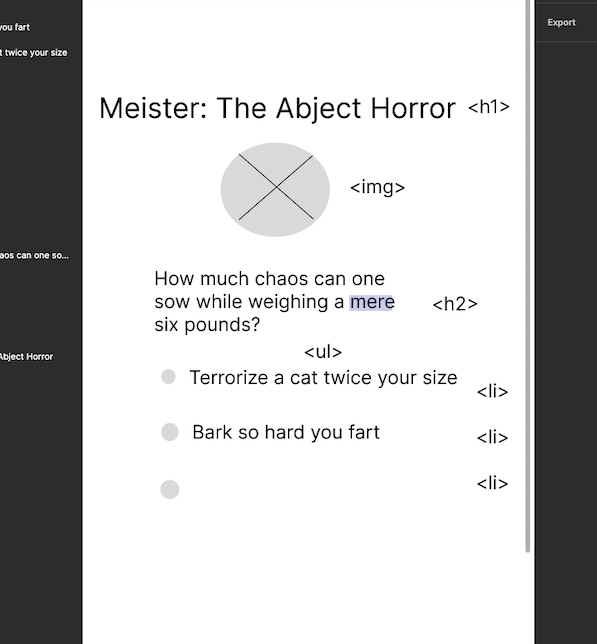 you fart
t twice your size
aos can one so...
Abject Horror
Export
Meister: The Abject Horror <h1>
<img>
How much chaos can one
sow while weighing a mere <h2>
six pounds?
<ul>
Terrorize a cat twice your size
<li>
Bark so hard you fart
<li>
<li>